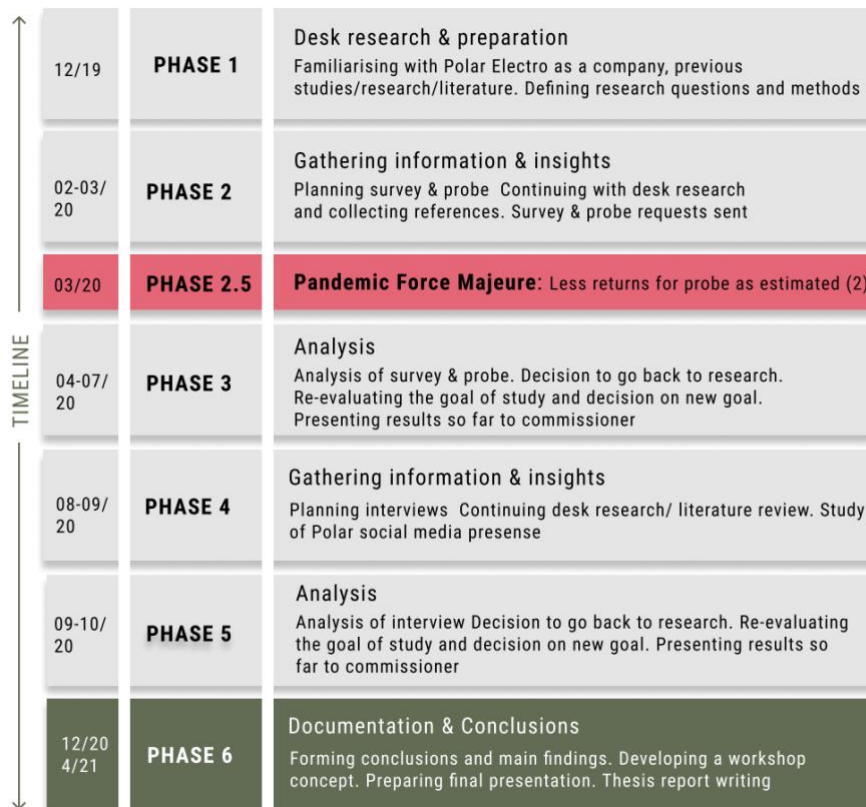 TIMELINE
12/19
PHASE 1
Desk research & preparation
Familiarising with Polar Electro as a company, previous
studies/research/literature. Defining research questions and methods
02-03/
20
PHASE 2
Gathering information & insights
Planning survey & probe  Continuing with desk research
and collecting references. Survey & probe requests sent
03/20
PHASE 2.5
Pandemic Force Majeure: Less returns for probe as estimated (2)
04-07/
20
PHASE 3
Analysis
Analysis of survey & probe. Decision to go back to research.
Re-evaluating the goal of study and decision on new goal.
Presenting results so far to commissioner
08-09/
20
PHASE 4
Gathering information & insights
Planning interviews  Continuing desk research/ literature review. Study
of Polar social media presense
09-10/
20
PHASE 5
Analysis
Analysis of interview Decision to go back to research. Re-evaluating
the goal of study and decision on new goal. Presenting results so
far to commissioner
12/20
4/21
PHASE 6
Documentation & Conclusions
Forming conclusions and main findings. Developing a workshop
concept. Preparing final presentation. Thesis report writing